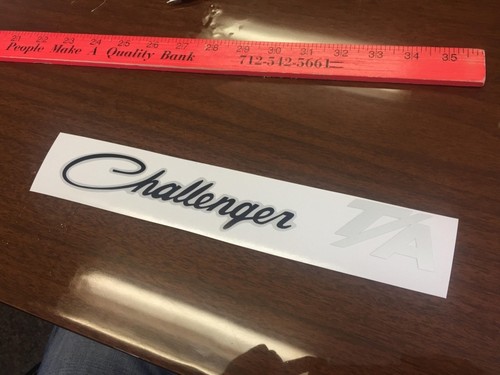 21 22 23 24 25 26 27 28 29 30 31 32 33 34 35
People Make A Quality Bank 712-542-5661
Challenger T/A